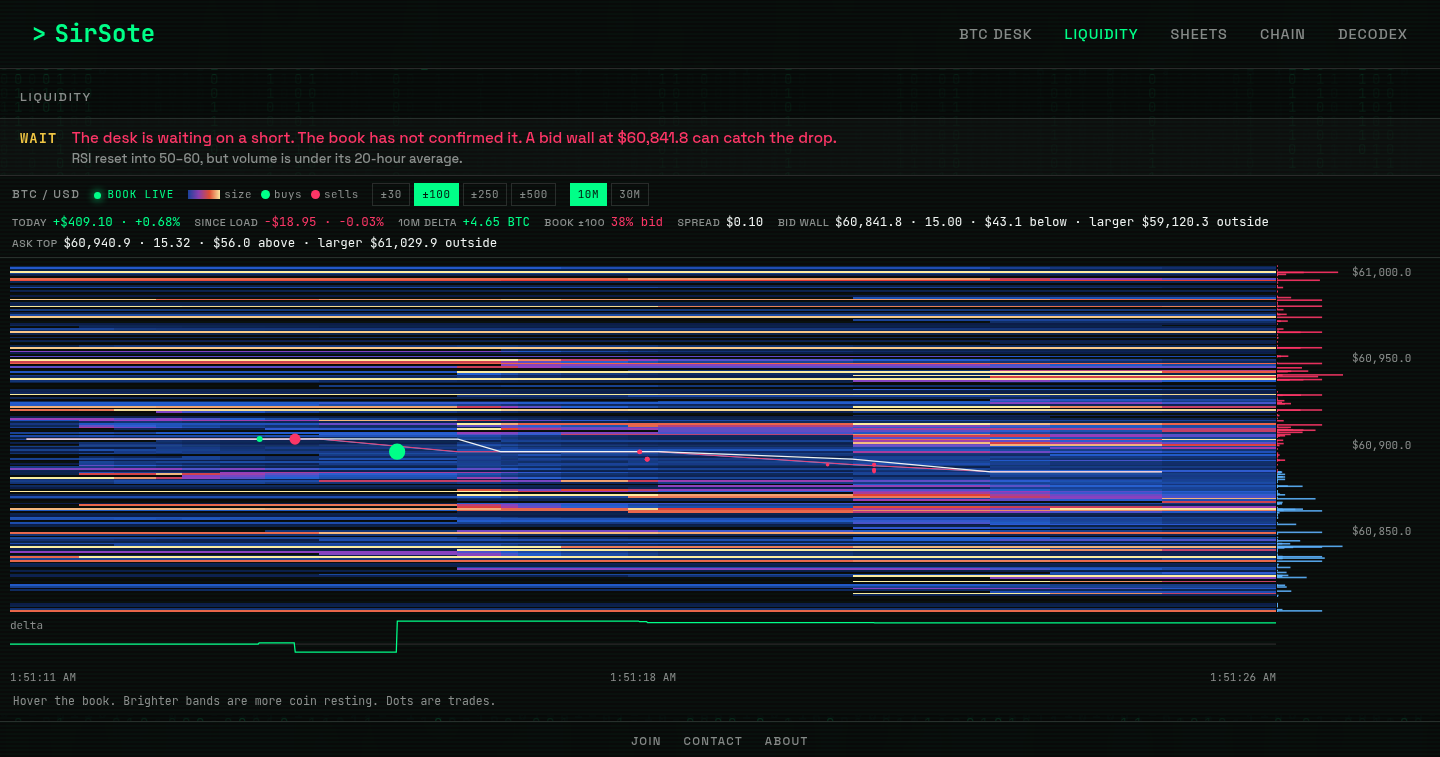 > SirSote
BTC DESK LIQUIDITY SHEETS CHAIN DECODEX
LIQUIDITY
WAIT The desk is waiting on a short. The book has not confirmed it. A bid wall at $60,841.8 can catch the drop.
RSI reset into 50–60, but volume is under its 20-hour average.
BTC / USD BOOK LIVE size buys sells ±30 ±100 ±250 ±500 10M 30M
TODAY +$409.10 · +0.68% SINCE LOAD -$18.95 · -0.03% 10M DELTA +4.65 BTC BOOK ±100 38% bid SPREAD $0.10 BID WALL $60,841.8 · 15.00 · $43.1 below · larger $59,120.3 outside
ASK TOP $60,940.9 · 15.32 · $56.0 above · larger $61,029.9 outside
$61,000.0
$60,950.0
$60,900.0
$60,850.0
delta
1:51:11 AM 1:51:18 AM 1:51:26 AM
Hover the book. Brighter bands are more coin resting. Dots are trades.
JOIN CONTACT ABOUT